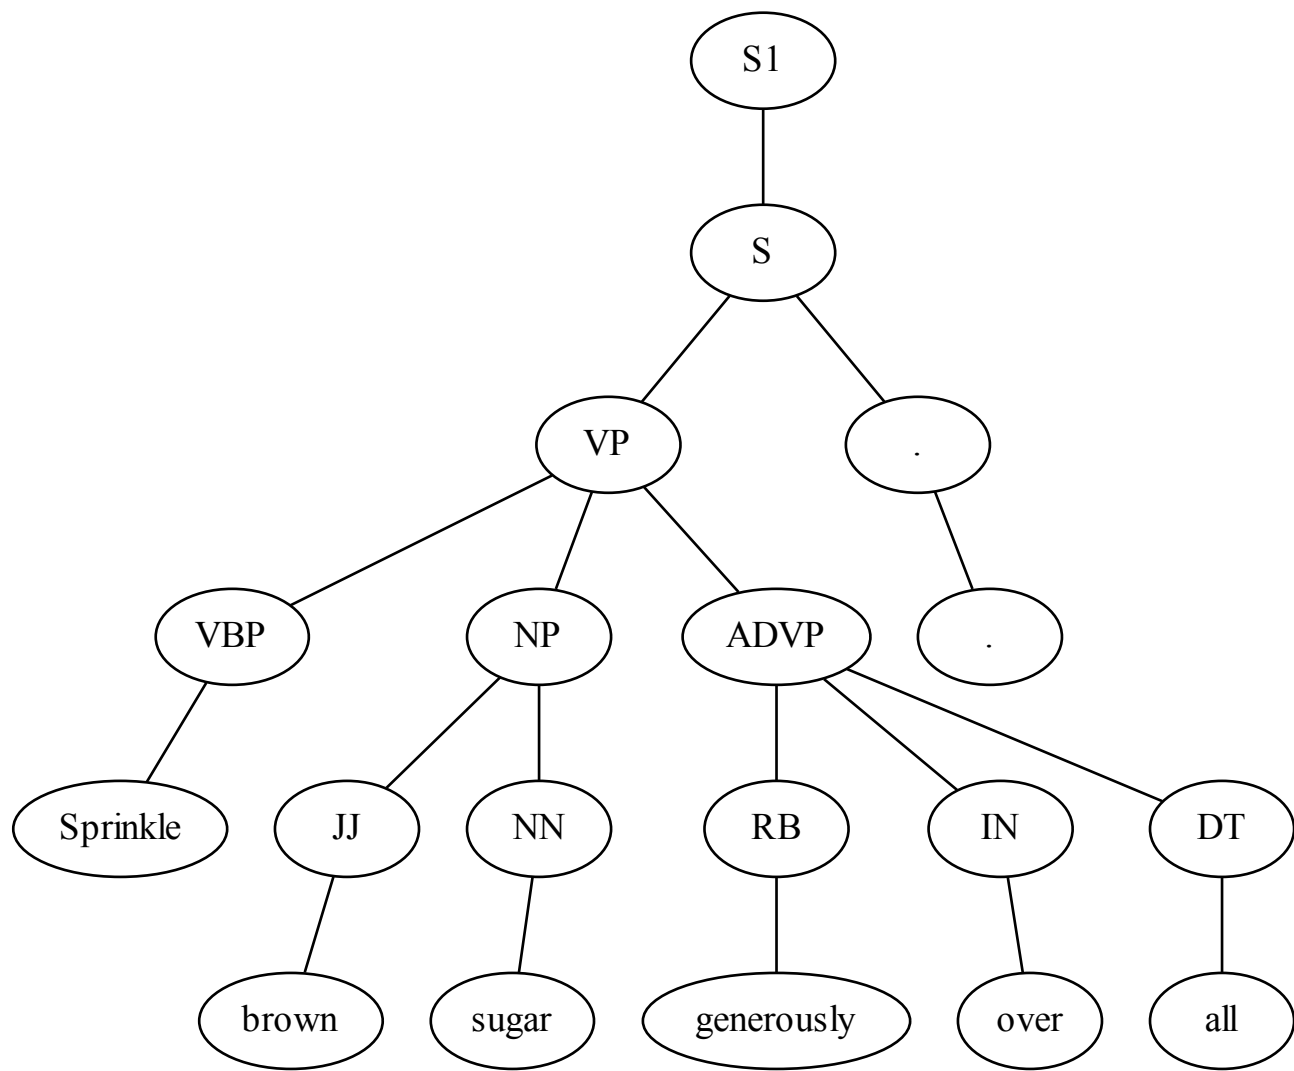 S1
S
VP .
VBP NP ADVP .
Sprinkle JJ NN RB IN DT
brown sugar generously over all